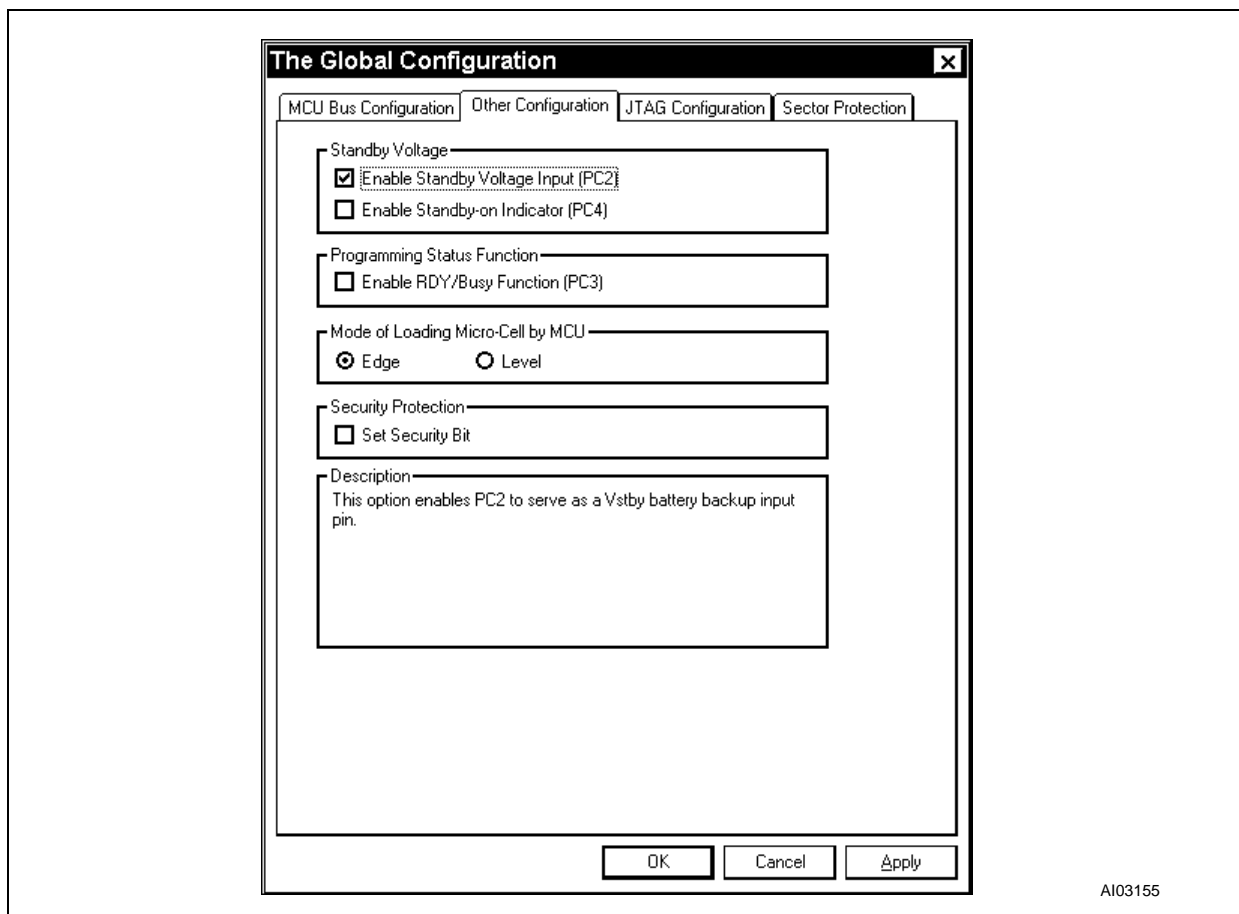 The Global Configuration
MCU Bus Configuration
Other Configuration
JTAG Configuration
Sector Protection
Standby Voltage
Enable Standby Voltage Input (PC2)
Enable Standby-on Indicator (PC4)
Programming Status Function
Enable RDY/Busy Function (PC3)
Mode of Loading Micro-Cell by MCU
Edge
Level
Security Protection
Set Security Bit
Description
This option enables PC2 to serve as a Vstby battery backup input
pin.
OK
Cancel
Apply
AI03155